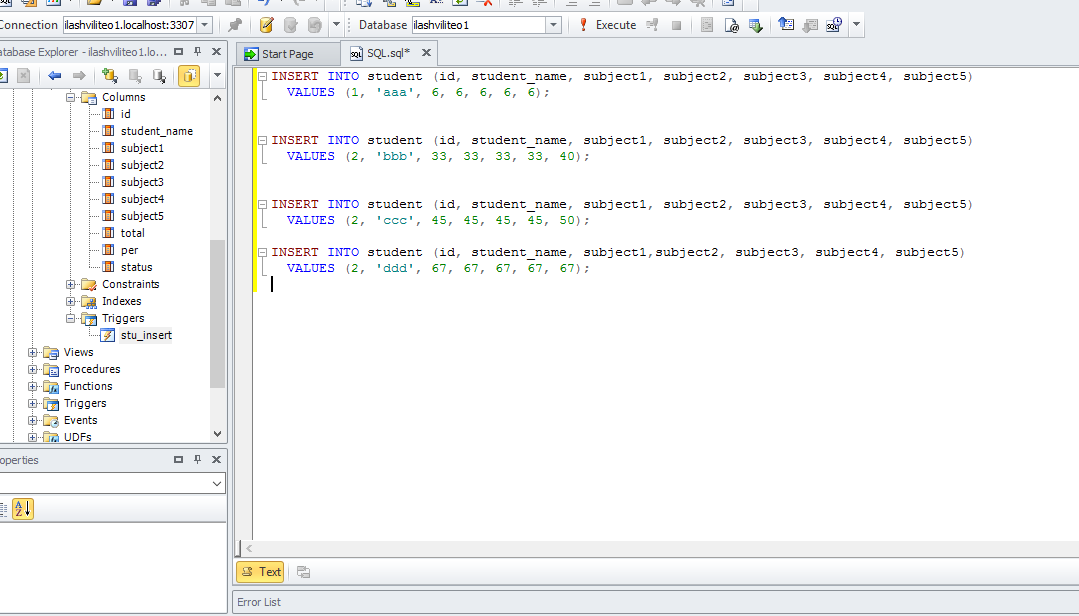 Connection ilashviliteo1.localhost:3307 Database ilashviliteo1 Execute
atabase Explorer - ilashviliteo1.lo...
Columns
id
student_name
subject1
subject2
subject3
subject4
subject5
total
per
status
Constraints
Indexes
Triggers
stu_insert
Views
Procedures
Functions
Triggers
Events
UDFs
operties
Start Page SQL.sql*
INSERT INTO student (id, student_name, subject1, subject2, subject3, subject4, subject5)
VALUES (1, 'aaa', 6, 6, 6, 6, 6);
INSERT INTO student (id, student_name, subject1, subject2, subject3, subject4, subject5)
VALUES (2, 'bbb', 33, 33, 33, 33, 40);
INSERT INTO student (id, student_name, subject1, subject2, subject3, subject4, subject5)
VALUES (2, 'ccc', 45, 45, 45, 45, 50);
INSERT INTO student (id, student_name, subject1,subject2, subject3, subject4, subject5)
VALUES (2, 'ddd', 67, 67, 67, 67, 67);
Text
Error List